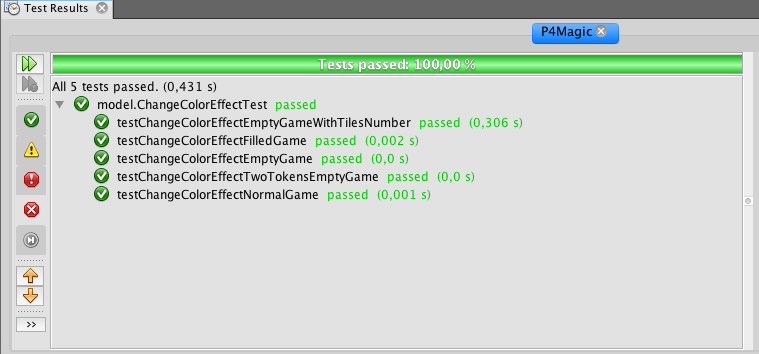 Test Results
P4Magic
Tests passed: 100,00 %
All 5 tests passed. (0,431 s)
model.ChangeColorEffectTest passed
testChangeColorEffectEmptyGameWithTilesNumber passed (0,306 s)
testChangeColorEffectFilledGame passed (0,002 s)
testChangeColorEffectEmptyGame passed (0,0 s)
testChangeColorEffectTwoTokensEmptyGame passed (0,0 s)
testChangeColorEffectNormalGame passed (0,001 s)
>>